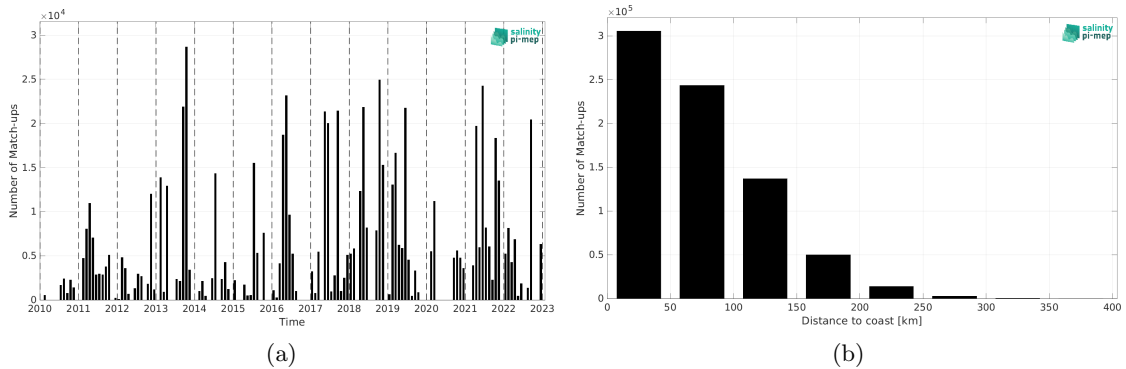 ×10⁴
salinity
pi-mep
Number of Match-ups
3
2.5
2
1.5
1
0.5
0
2010 2011 2012 2013 2014 2015 2016 2017 2018 2019 2020 2021 2022 2023
Time
(a)
×10⁵
salinity
pi-mep
Number of Match-ups
3
2.5
2
1.5
1
0.5
0
0 50 100 150 200 250 300 350 400
Distance to coast [km]
(b)